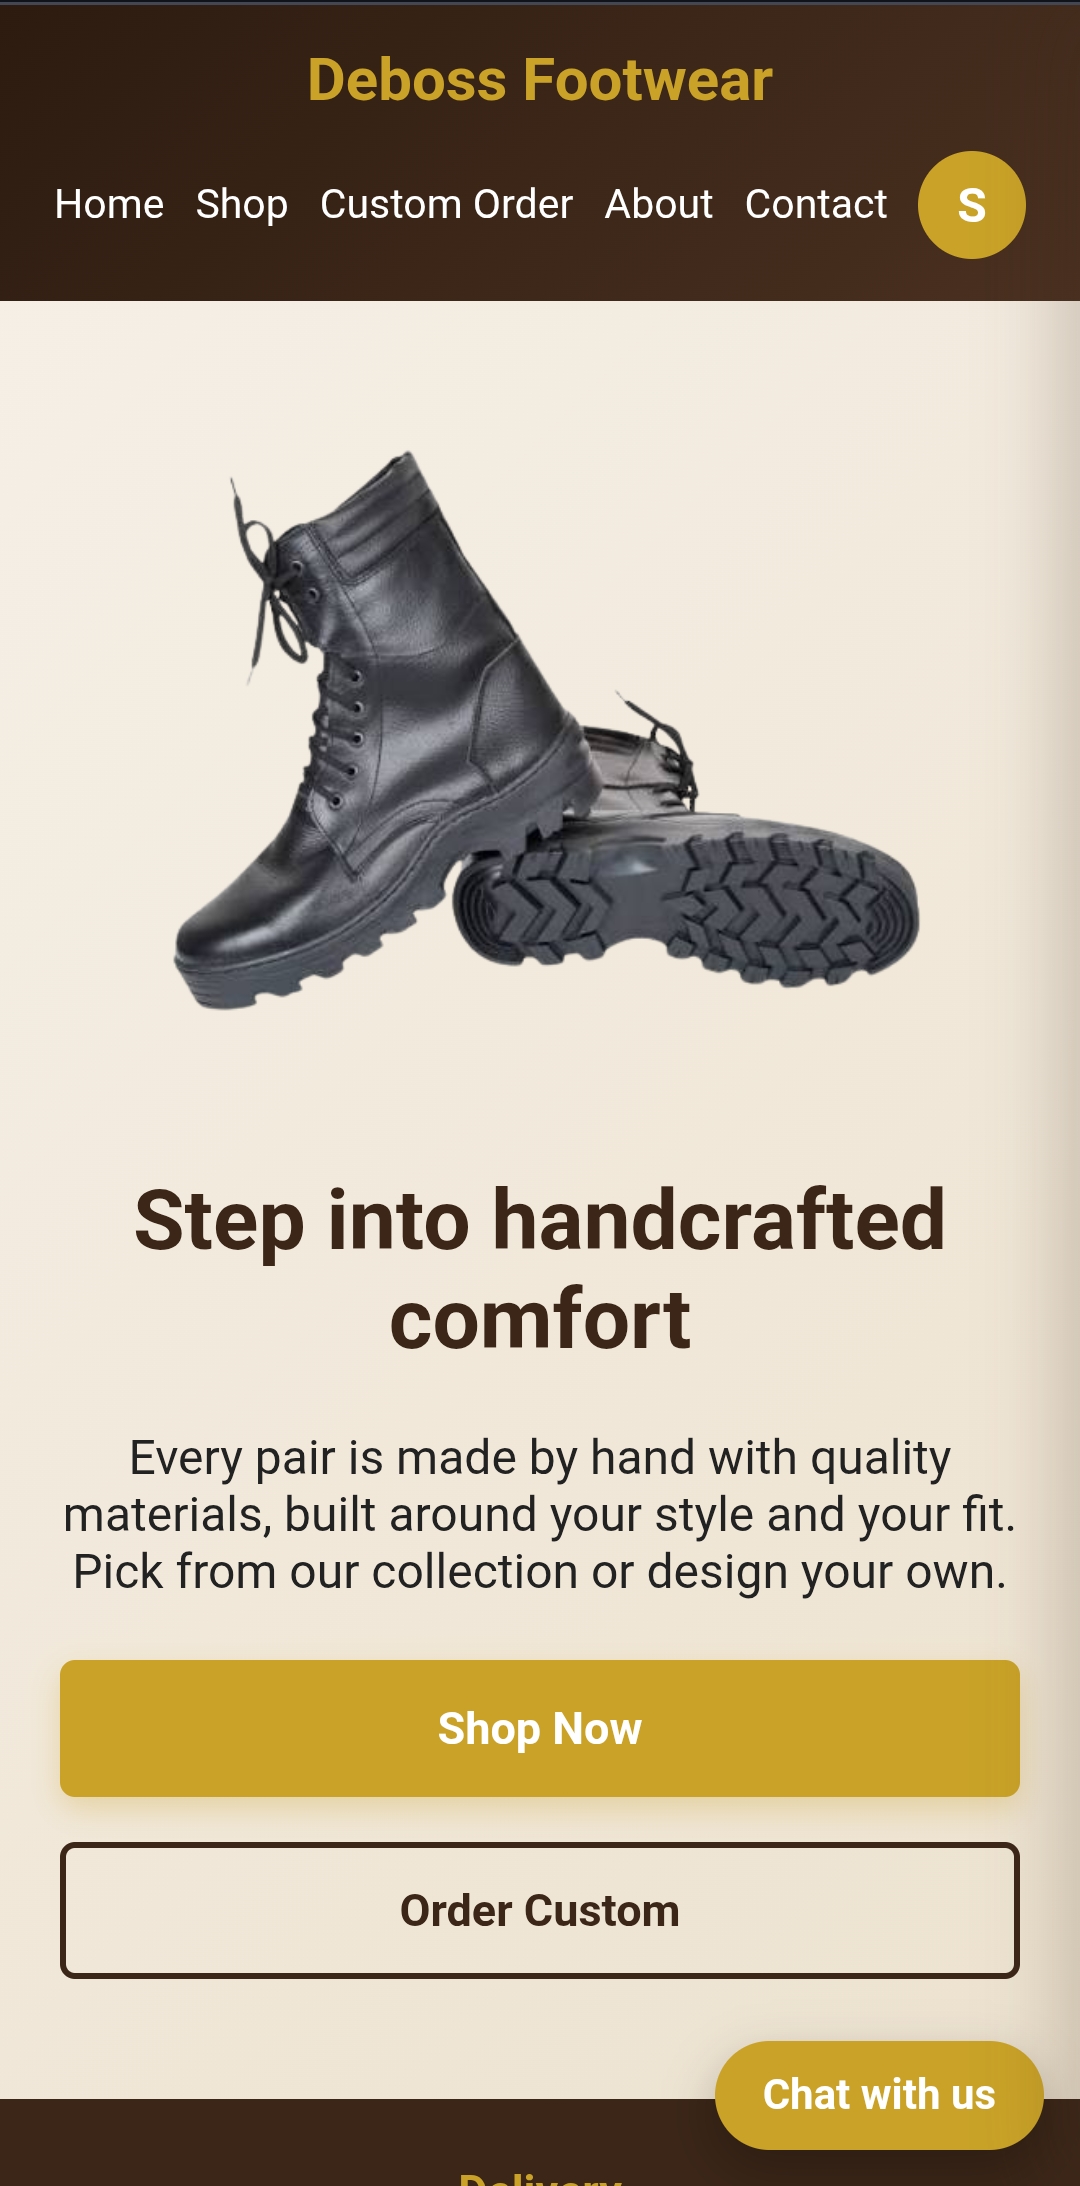 Deboss Footwear
Home Shop Custom Order About Contact S
Step into handcrafted
comfort
Every pair is made by hand with quality
materials, built around your style and your fit.
Pick from our collection or design your own.
Shop Now
Order Custom
Chat with us
Delivery